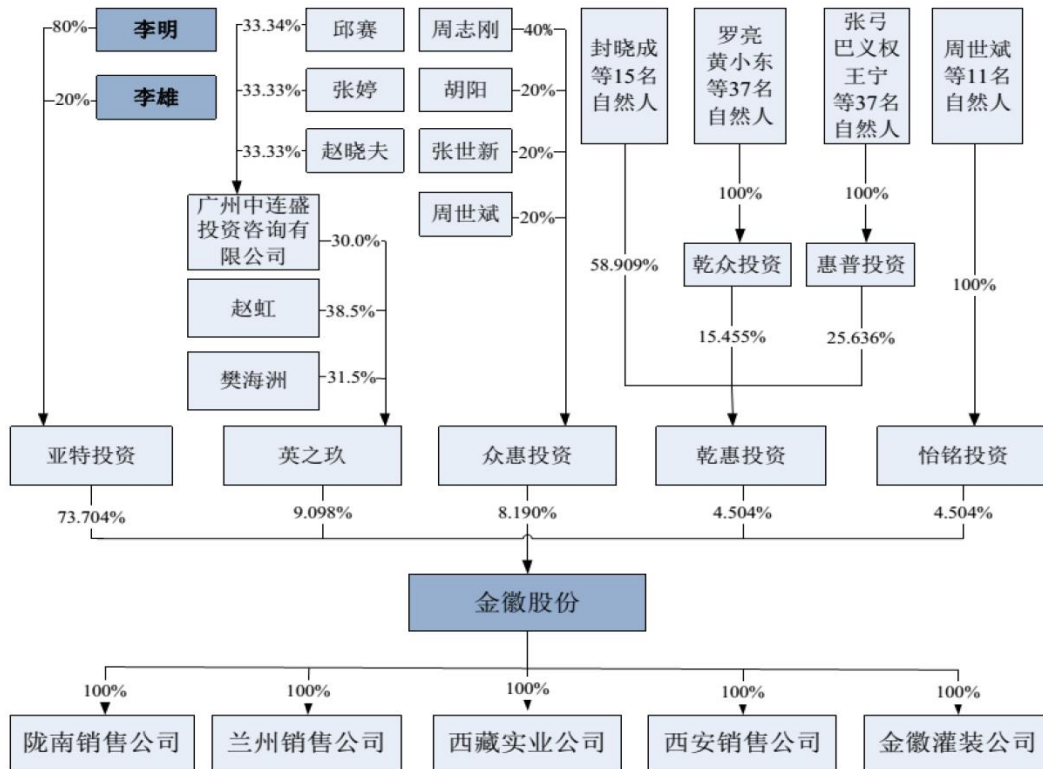 80%
李明
33.34%
邱赛
周志刚
40%
封晓成
等15名
自然人
罗亮
黄小东
等37名
自然人
张弓
巴义权
王宁
等37名
自然人
周世斌
等11名
自然人
20%
李雄
33.33%
张婷
胡阳
20%
33.33%
赵晓夫
张世新
20%
广州中连盛
投资咨询有
限公司
30.0%
周世斌
20%
100%
100%
58.909%
乾众投资
惠普投资
100%
赵虹
38.5%
15.455%
25.636%
樊海洲
31.5%
亚特投资
英之玖
众惠投资
乾惠投资
怡铭投资
73.704%
9.098%
8.190%
4.504%
4.504%
金徽股份
100%
100%
100%
100%
100%
陇南销售公司
兰州销售公司
西藏实业公司
西安销售公司
金徽灌装公司